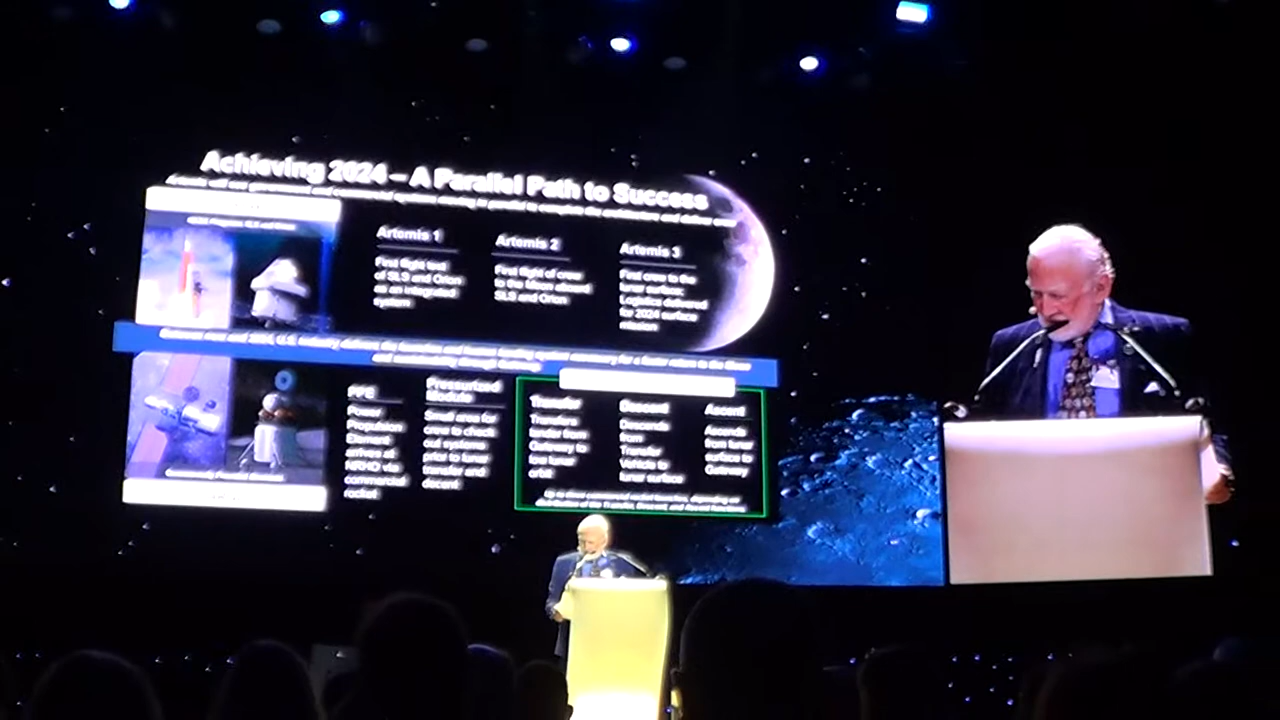 Achieving 2024 – A Parallel Path to Success
Artemis 1
First flight test
of SLS and Orion
as an integrated
system
Artemis 2
First flight of crew
to the Moon aboard
SLS and Orion
Artemis 3
First crew to the
lunar surface;
Logistics delivered
for 2024 surface
mission
PPE
Power
Propulsion
Element
arrives at
NRHO via
commercial
rocket
Pressurized
Module
Small area for
crew to check
out systems
prior to lunar
transfer and
decent
Transfer
Transfers
lander from
Gateway to
low lunar
orbit
Descent
Descends
from
Transfer
Vehicle to
lunar surface
Ascent
Ascends
from lunar
surface to
Gateway